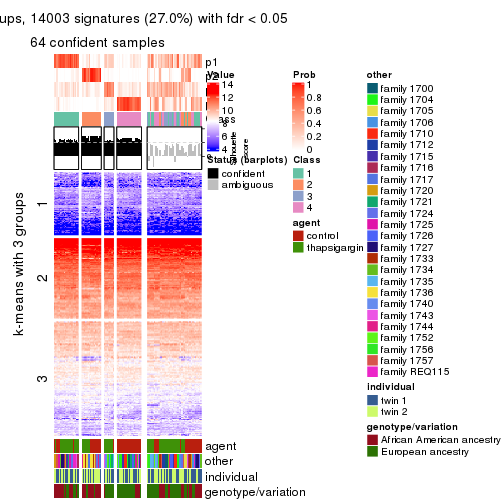 ups, 14003 signatures (27.0%) with fdr < 0.05
64 confident samples
p1
p2
Class
k-means with 3 groups
1
2
3
agent
other
individual
genotype/variation
Value
14
12
10
8
6
4
Status (barplots)
confident
ambiguous
Prob
1
0.8
0.6
0.4
0.2
0
Class
1
2
3
4
agent
control
thapsigargin
other
family 1700
family 1704
family 1705
family 1706
family 1710
family 1712
family 1715
family 1716
family 1717
family 1720
family 1721
family 1724
family 1725
family 1726
family 1727
family 1733
family 1734
family 1735
family 1736
family 1740
family 1743
family 1744
family 1752
family 1756
family 1757
family REQ115
individual
twin 1
twin 2
genotype/variation
African American ancestry
European ancestry